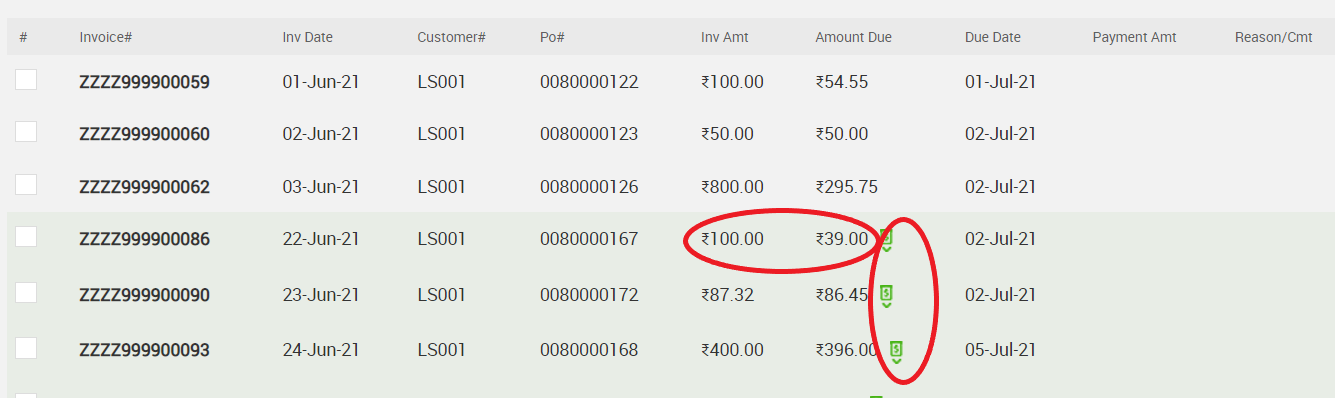 # Invoice# Inv Date Customer# Po# Inv Amt Amount Due Due Date Payment Amt Reason/Cmt
ZZZZ999900059 01-Jun-21 LS001 0080000122 ₹100.00 ₹54.55 01-Jul-21
ZZZZ999900060 02-Jun-21 LS001 0080000123 ₹50.00 ₹50.00 02-Jul-21
ZZZZ999900062 03-Jun-21 LS001 0080000126 ₹800.00 ₹295.75 02-Jul-21
ZZZZ999900086 22-Jun-21 LS001 0080000167 ₹100.00 ₹39.00 $ 02-Jul-21
ZZZZ999900090 23-Jun-21 LS001 0080000172 ₹87.32 ₹86.45 $ 02-Jul-21
ZZZZ999900093 24-Jun-21 LS001 0080000168 ₹400.00 ₹396.00 $ 05-Jul-21